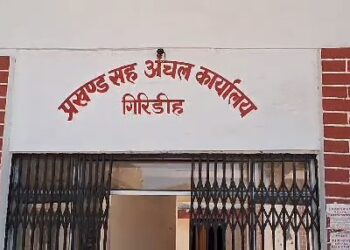 प्रखण्ड सह अंचल कार्यालय
गिरिडीह